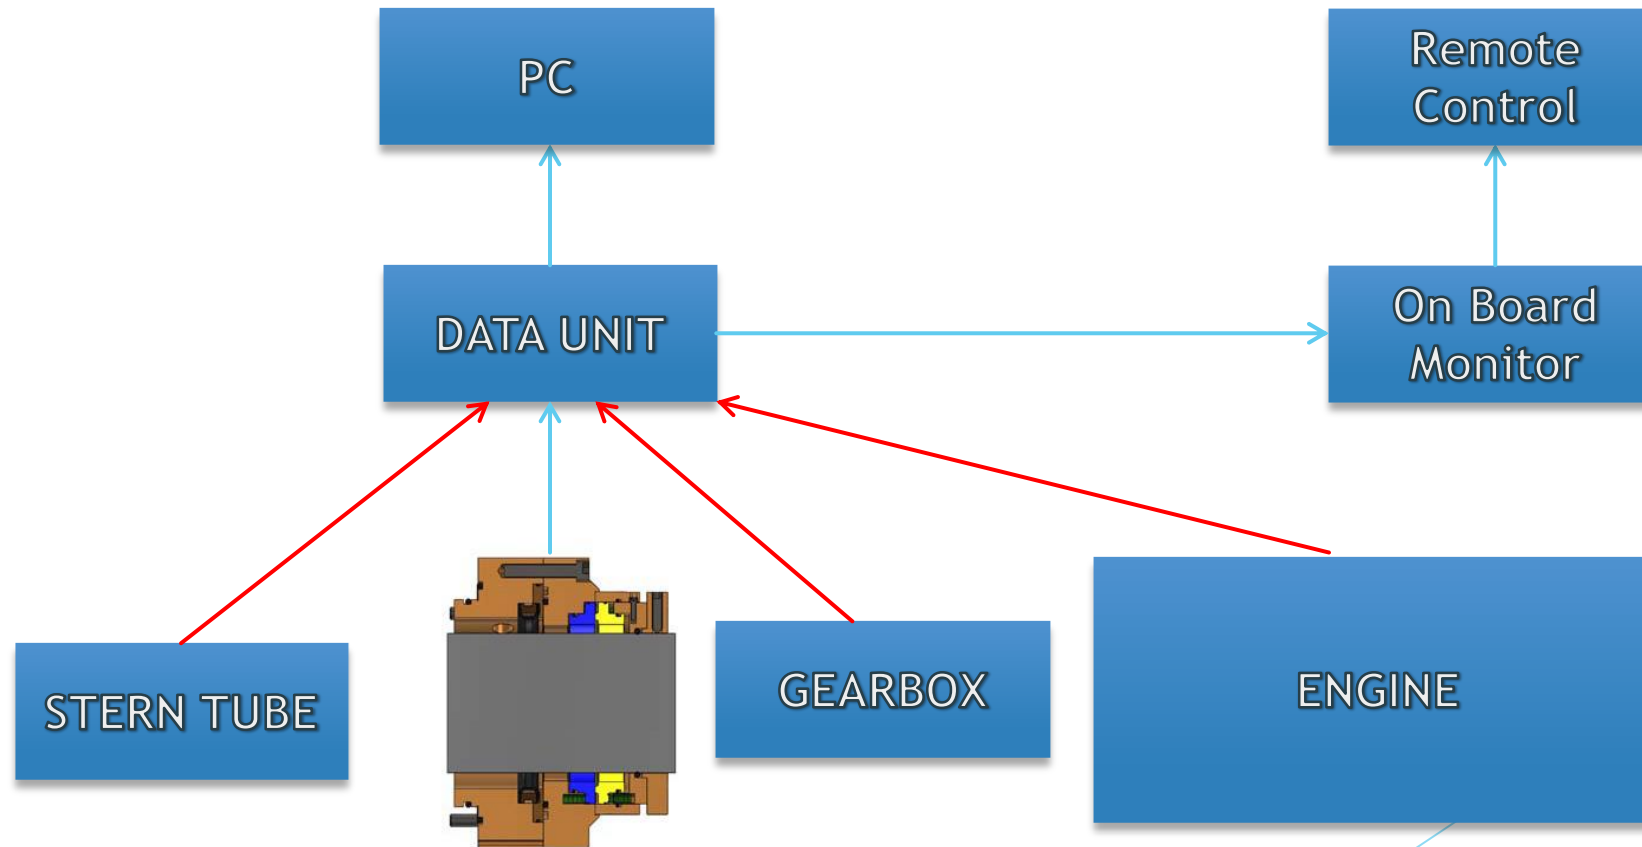 PC
Remote
Control
DATA UNIT
On Board
Monitor
STERN TUBE
GEARBOX
ENGINE